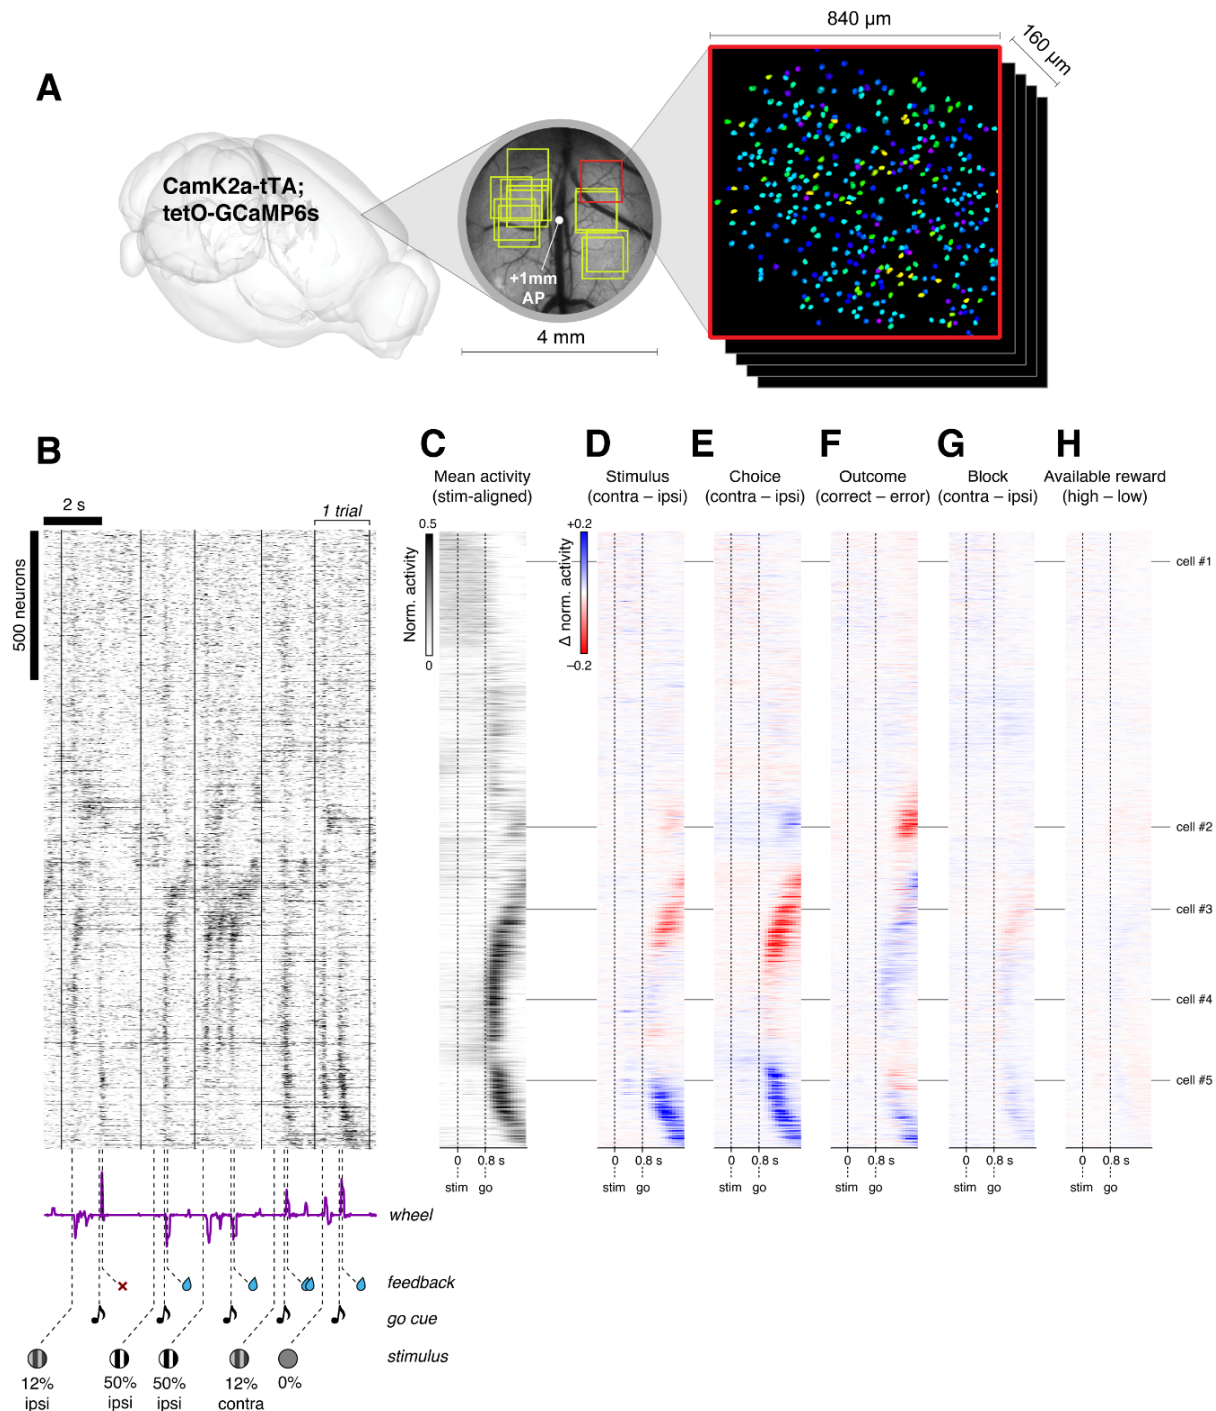 A
CamK2a-tTA;
tetO-GCaMP6s
+1mm
AP
4 mm
840 µm
160 µm
B
2 s
1 trial
500 neurons
C
Mean activity
(stim-aligned)
0.5
Norm. activity
0
D
Stimulus
(contra – ipsi)
+0.2
Δ norm. activity
–0.2
E
Choice
(contra – ipsi)
F
Outcome
(correct – error)
G
Block
(contra – ipsi)
H
Available reward
(high – low)
cell #1
cell #2
cell #3
cell #4
cell #5
0 0.8 s
stim go
0 0.8 s
stim go
0 0.8 s
stim go
0 0.8 s
stim go
0 0.8 s
stim go
0 0.8 s
stim go
wheel
feedback
go cue
stimulus
12%
ipsi
50%
ipsi
50%
ipsi
12%
contra
0%